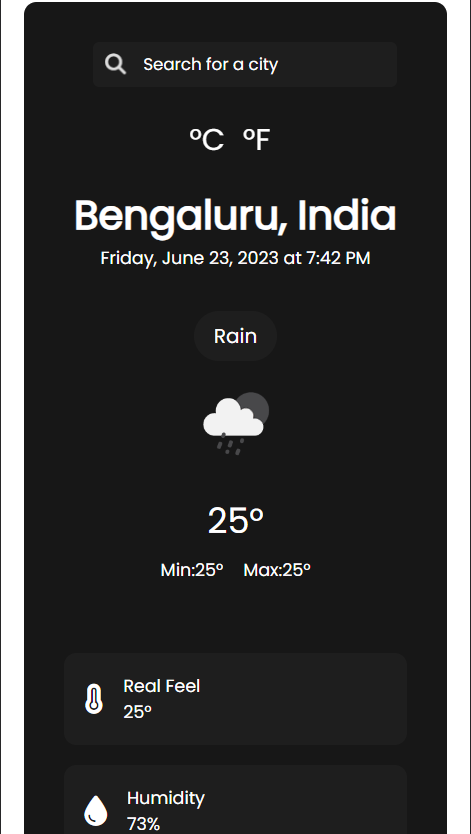 Search for a city
°C °F
Bengaluru, India
Friday, June 23, 2023 at 7:42 PM
Rain
25°
Min:25° Max:25°
Real Feel
25°
Humidity
73%